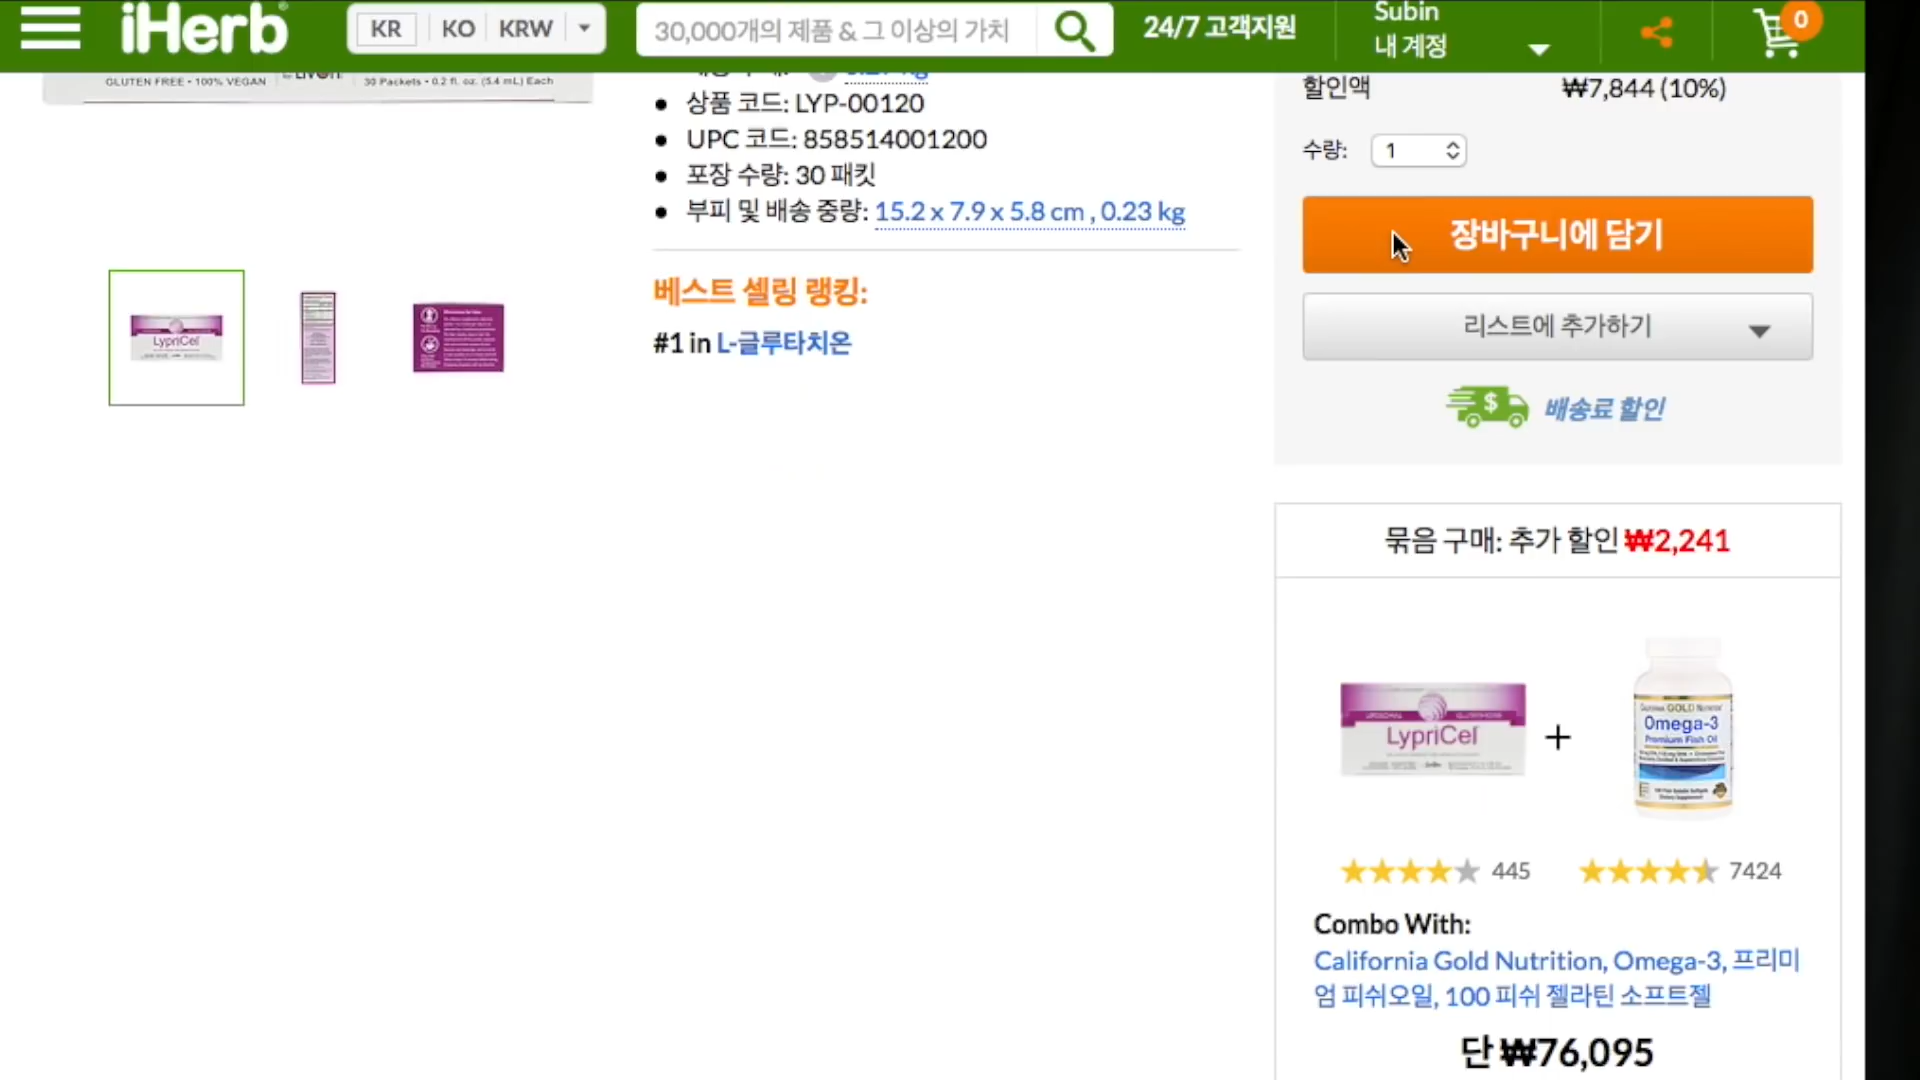 iHerb
KR KO KRW
30,000개의 제품 & 그 이상의 가치
24/7 고객지원
Subin
내 계정
0
GLUTEN FREE • 100% VEGAN
30 Packets • 0.2 fl. oz. (5.4 mL) Each
상품 코드: LYP-00120
UPC 코드: 858514001200
포장 수량: 30 패킷
부피 및 배송 중량: 15.2 x 7.9 x 5.8 cm , 0.23 kg
베스트 셀링 랭킹:
#1 in L-글루타치온
LypriCel
할인액 ₩7,844 (10%)
수량: 1
장바구니에 담기
리스트에 추가하기
$ 배송료 할인
묶음 구매: 추가 할인 ₩2,241
LypriCel
+
California GOLD Nutrition
Omega-3
Premium Fish Oil
445
7424
Combo With:
California Gold Nutrition, Omega-3, 프리미
엄 피쉬오일, 100 피쉬 젤라틴 소프트젤
단 ₩76,095